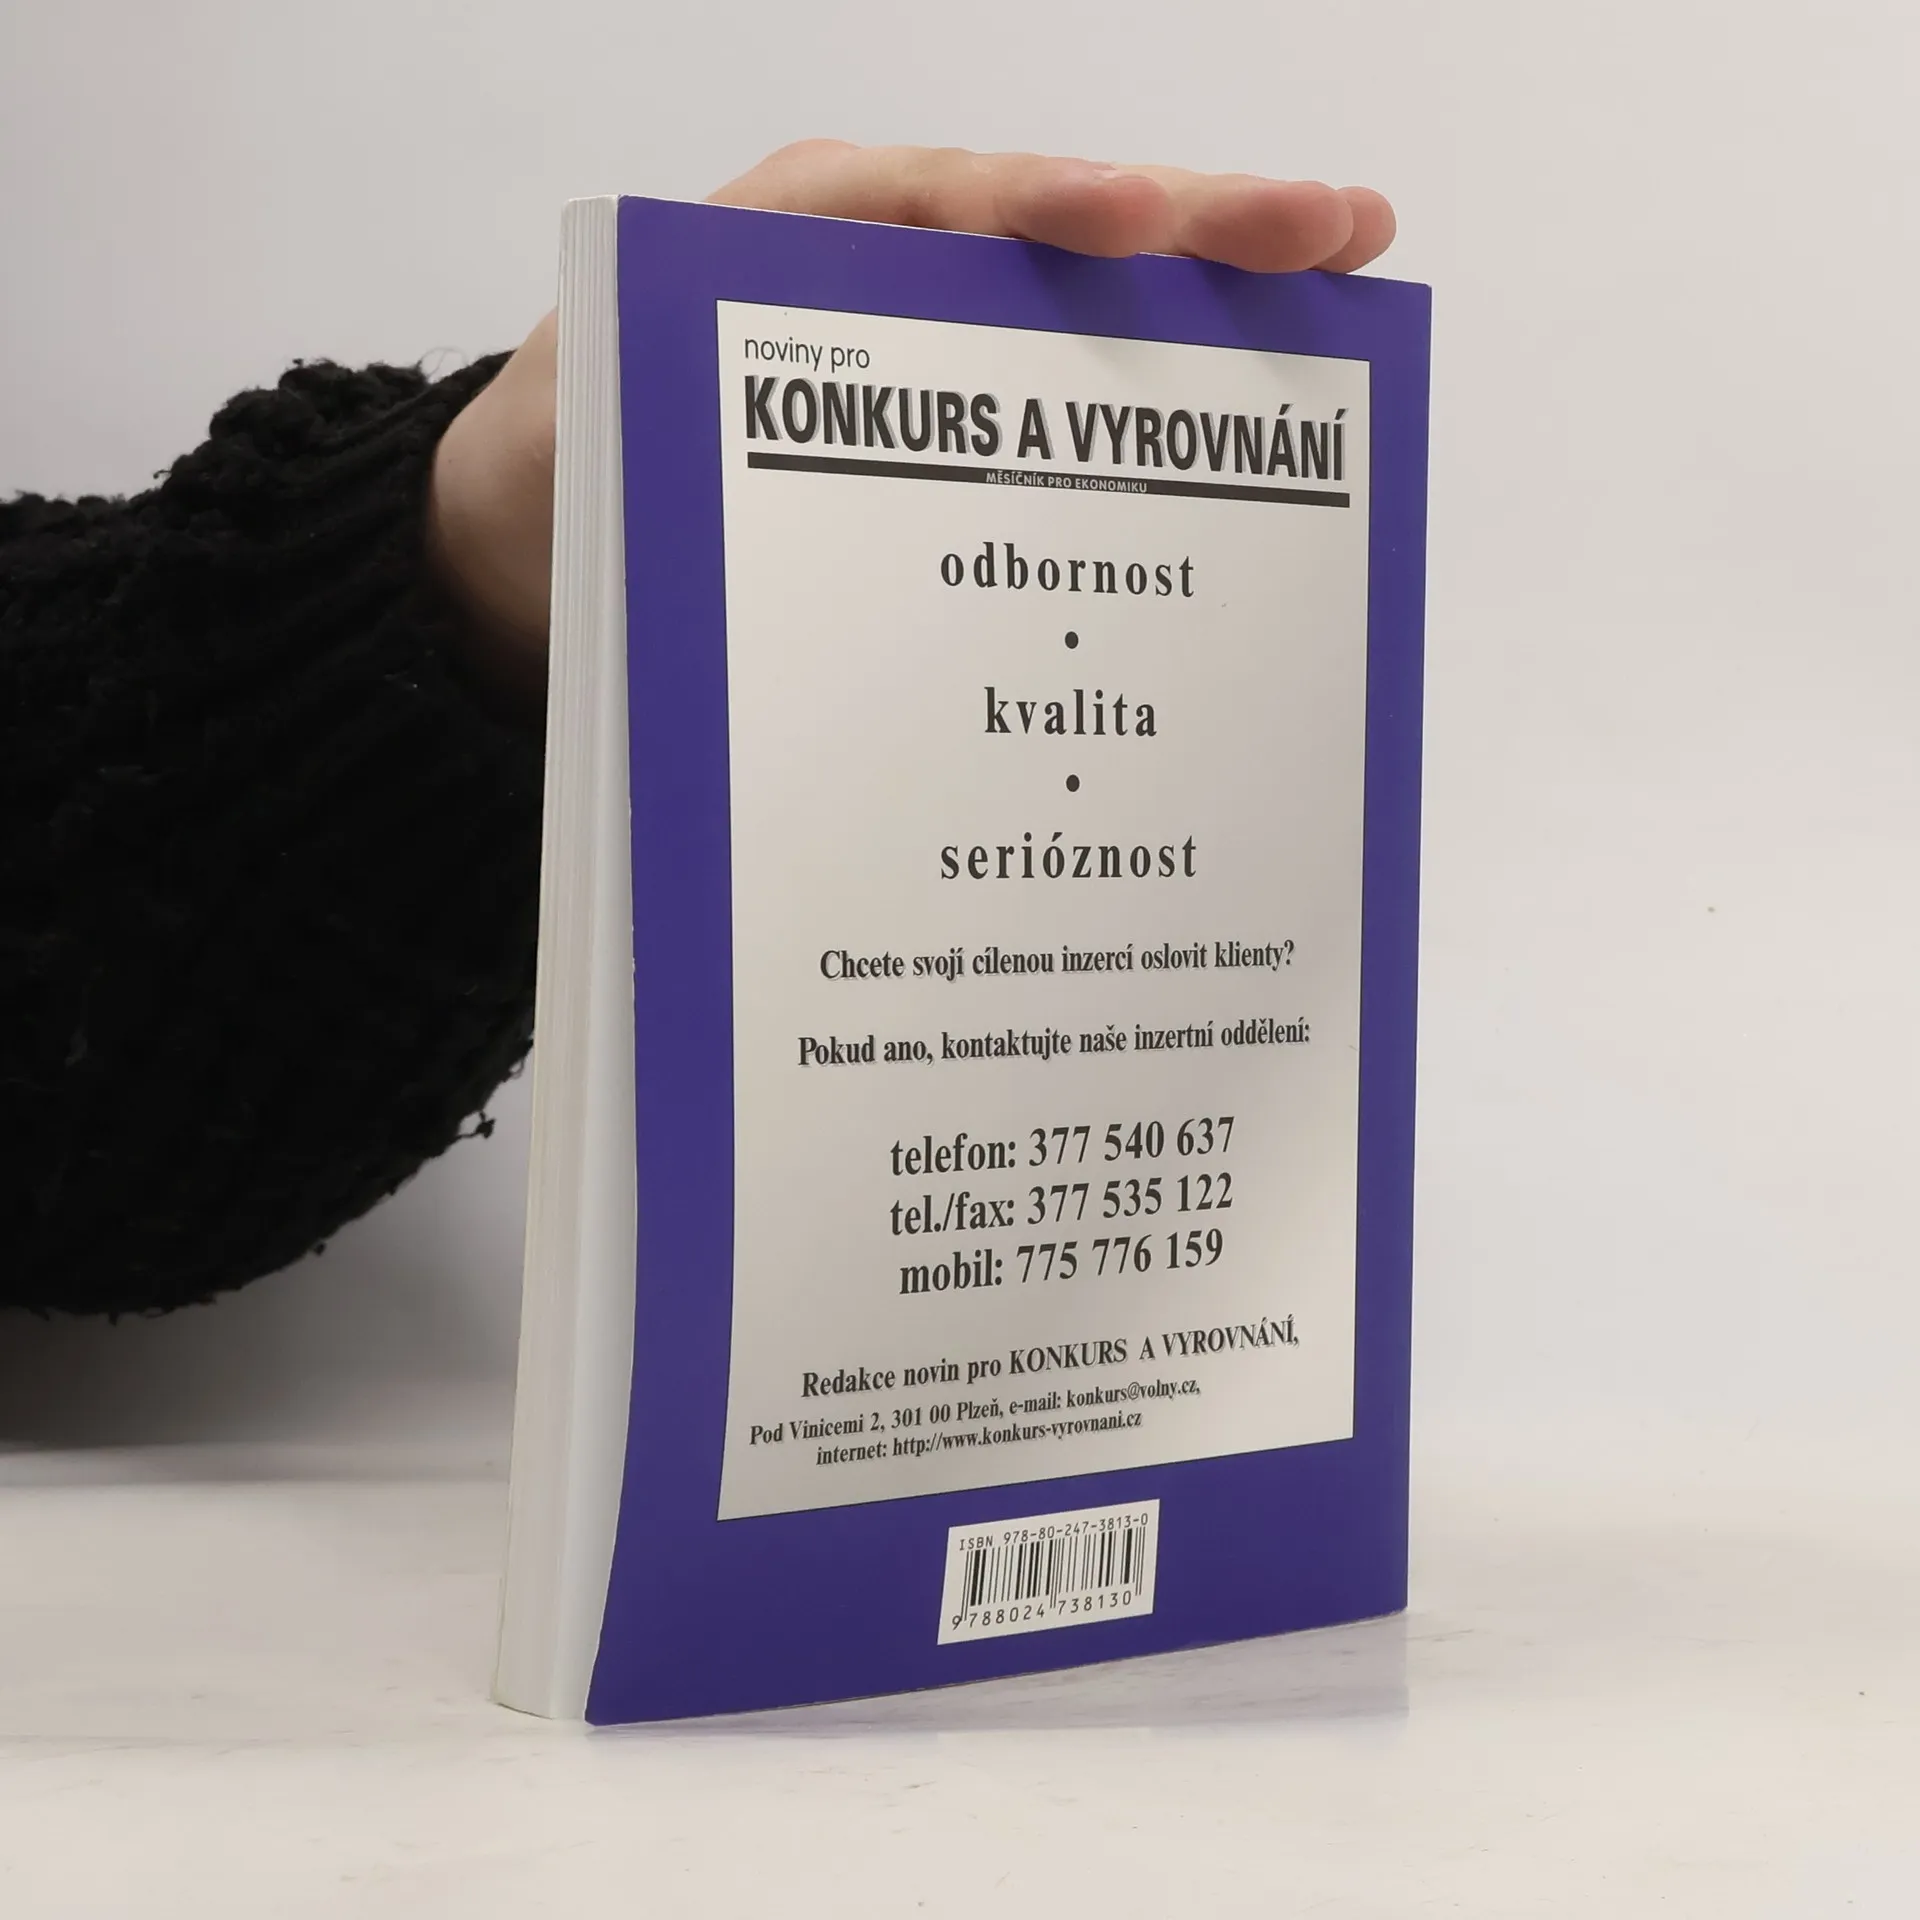 noviny pro
KONKURS A VYROVNÁNÍ
MĚSÍČNÍK PRO EKONOMIKU
odbornost
•
kvalita
•
serióznost
Chcete svojí cílenou inzercí oslovit klienty?
Pokud ano, kontaktujte naše inzertní oddělení:
telefon: 377 540 637
tel./fax: 377 535 122
mobil: 775 776 159
Redakce novin pro KONKURS A VYROVNÁNÍ,
Pod Vinicemi 2, 301 00 Plzeň, e-mail: konkurs@volny.cz,
internet: http://www.konkurs-vyrovnani.cz
ISBN 978-80-247-3813-0
9788024738130